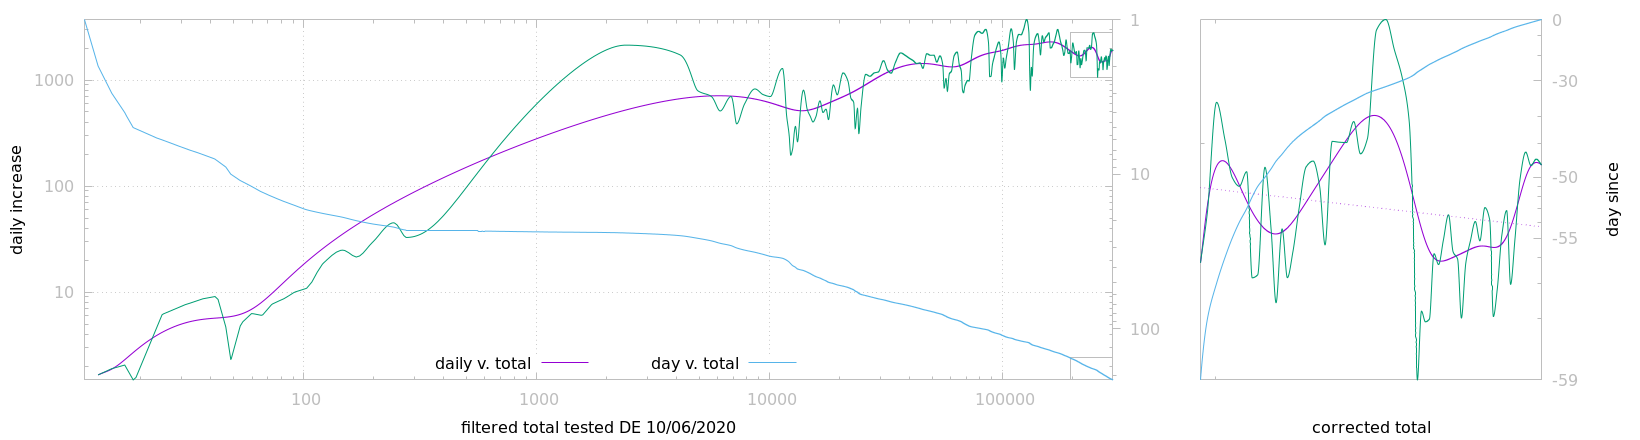 daily increase
1000
100
10
daily v. total
day v. total
100
1000
10000
100000
filtered total tested DE 10/06/2020
1
10
100
0
-30
-50
-55
-59
day since
corrected total